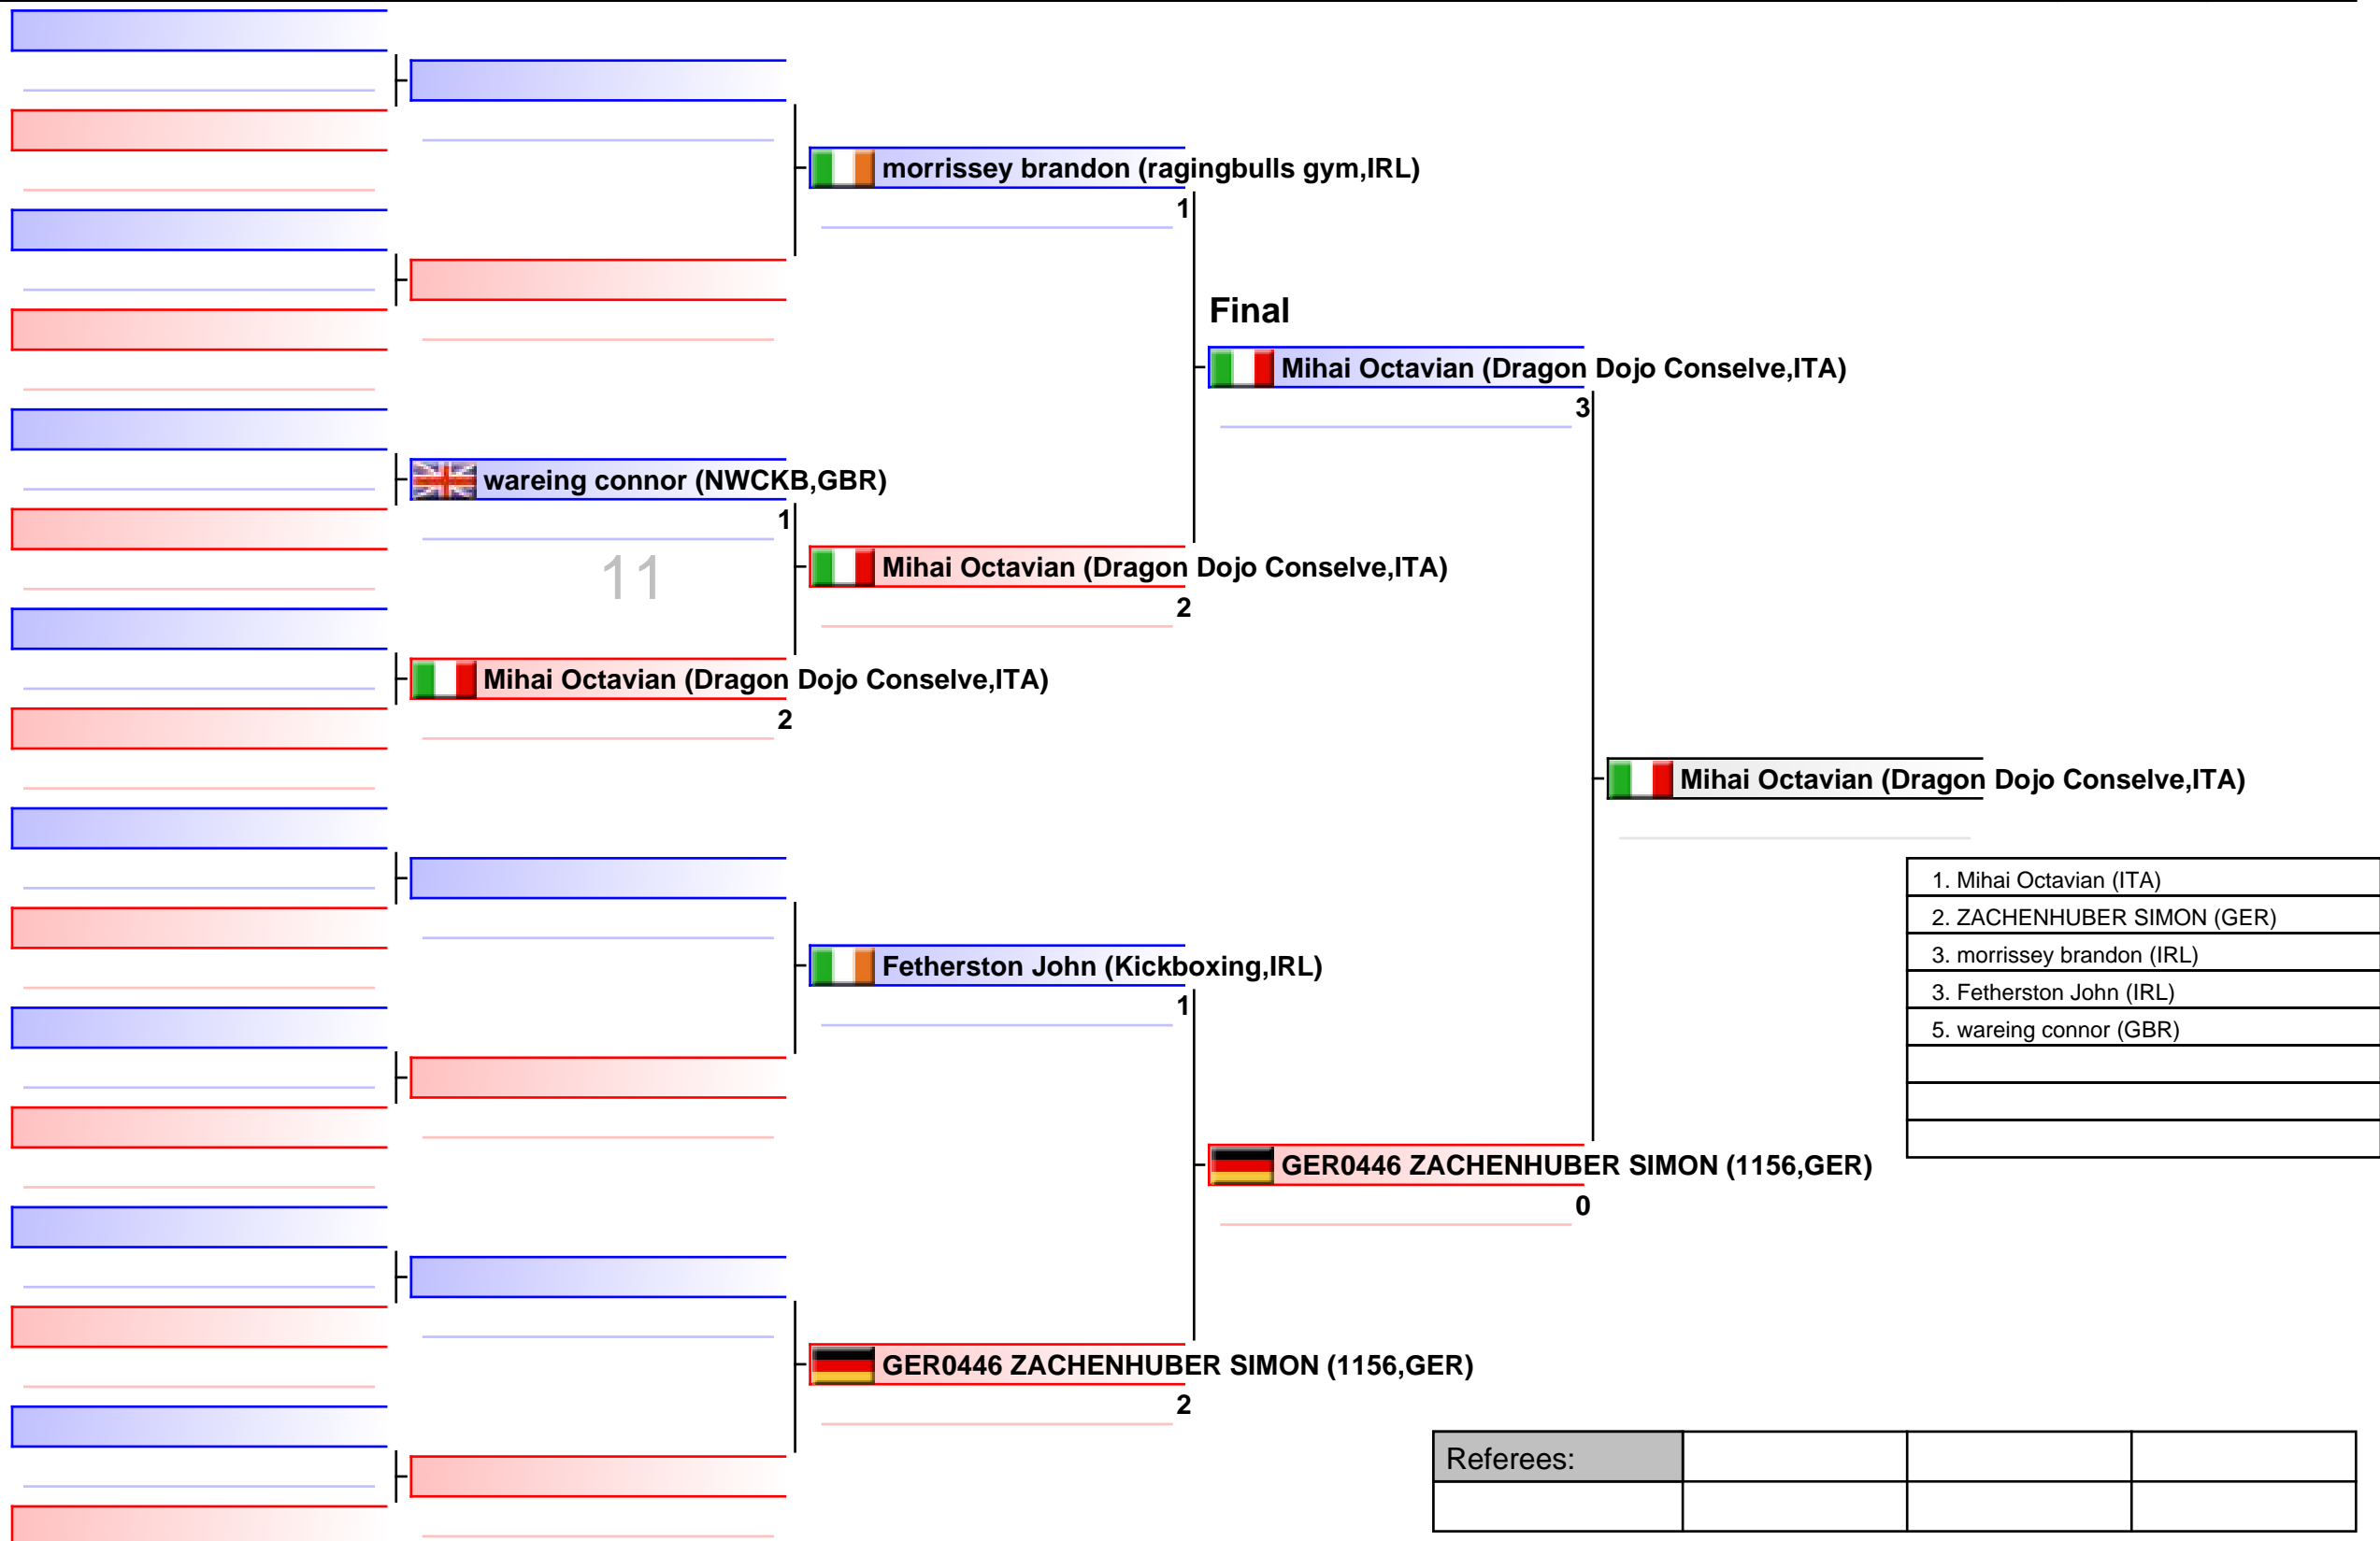 morrissey brandon (ragingbulls gym,IRL)
1
Final
Mihai Octavian (Dragon Dojo Conselve,ITA)
3
wareing connor (NWCKB,GBR)
1
11
Mihai Octavian (Dragon Dojo Conselve,ITA)
2
Mihai Octavian (Dragon Dojo Conselve,ITA)
2
Mihai Octavian (Dragon Dojo Conselve,ITA)
1. Mihai Octavian (ITA)
2. ZACHENHUBER SIMON (GER)
3. morrissey brandon (IRL)
3. Fetherston John (IRL)
5. wareing connor (GBR)
Fetherston John (Kickboxing,IRL)
1
GER0446 ZACHENHUBER SIMON (1156,GER)
0
GER0446 ZACHENHUBER SIMON (1156,GER)
2
Referees: